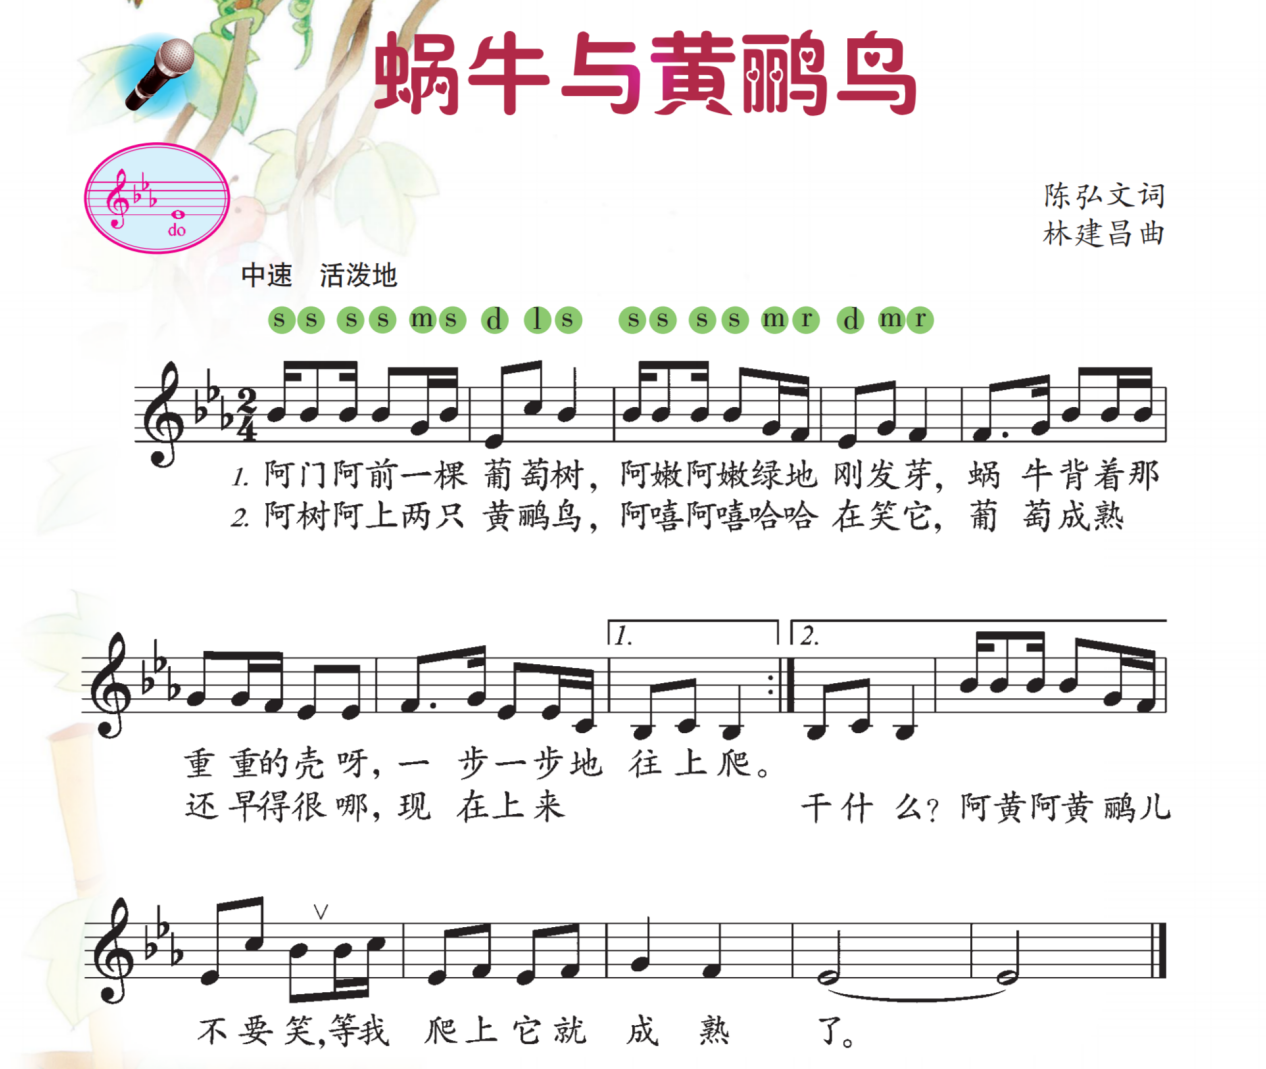 蜗牛与黄鹂鸟
do
陈弘文词
林建昌曲
中速 活泼地
s s s s m s d l s s s s s m r d m r
2
4
1. 阿门阿前一棵 葡萄树，阿嫩阿嫩绿地 刚发芽，蜗 牛背着那
2. 阿树阿上两只 黄鹂鸟，阿嘻阿嘻哈哈 在笑它，葡 萄成熟
1. 2.
重 重的壳呀，一 步一步地 往上爬。
还 早得很哪，现 在上来 干什么？阿黄阿黄鹂儿
不要笑，等我 爬上它就 成 熟 了。